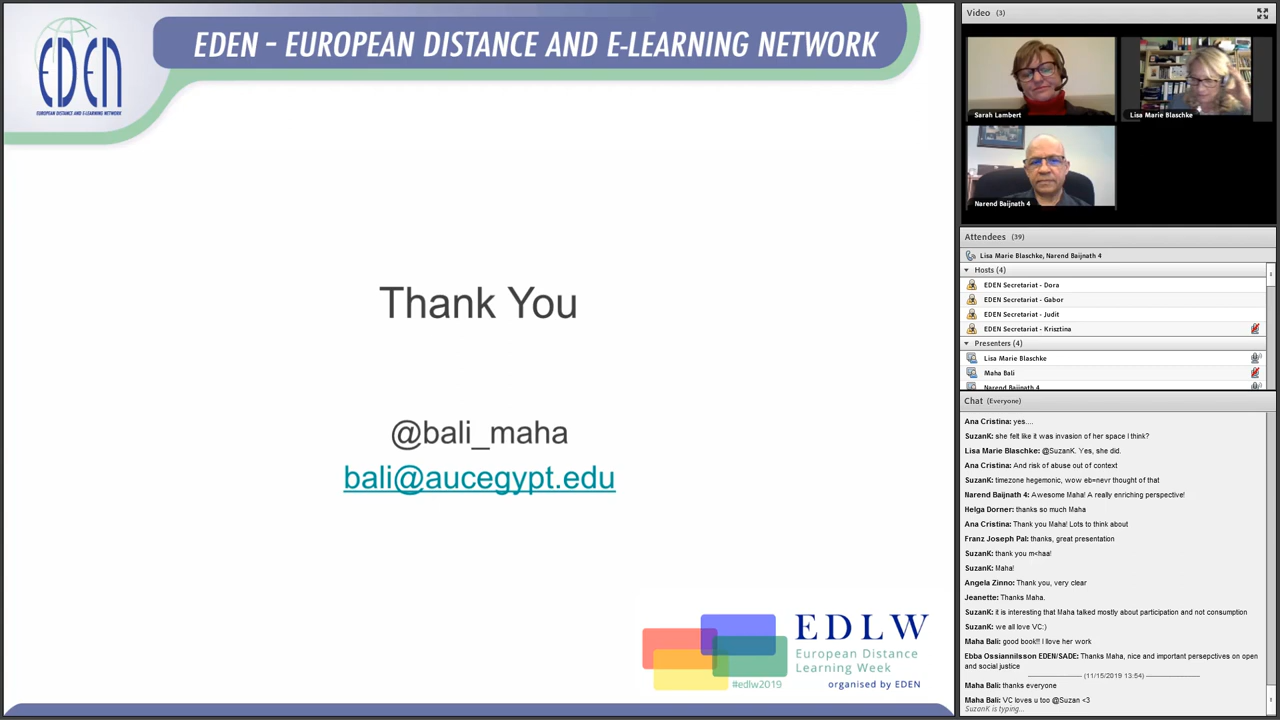 EDEN
EUROPEAN DISTANCE AND E-LEARNING NETWORK
EDEN – EUROPEAN DISTANCE AND E-LEARNING NETWORK
Thank You
@bali_maha
bali@aucegypt.edu
EDLW
European Distance
Learning Week
#edlw2019
organised by EDEN
Video (3)
Sarah Lambert
Lisa Marie Blaschke
Narend Baijnath 4
Attendees (39)
Lisa Marie Blaschke, Narend Baijnath 4
Hosts (4)
EDEN Secretariat - Dora
EDEN Secretariat - Gabor
EDEN Secretariat - Judit
EDEN Secretariat - Krisztina
Presenters (4)
Lisa Marie Blaschke
Maha Bali
Narend Baijnath 4
Chat (Everyone)
Ana Cristina: yes....
SuzanK: she felt like it was invasion of her space I think?
Lisa Marie Blaschke: @SuzanK. Yes, she did.
Ana Cristina: And risk of abuse out of context
SuzanK: timezone hegemonic, wow eb=nevr thought of that
Narend Baijnath 4: Awesome Maha! A really enriching perspective!
Helga Dorner: thanks so much Maha
Ana Cristina: Thank you Maha! Lots to think about
Franz Joseph Pal: thanks, great presentation
SuzanK: thank you m<haa!
SuzanK: Maha!
Angela Zinno: Thank you, very clear
Jeanette: Thanks Maha.
SuzanK: it is interesting that Maha talked mostly about participation and not consumption
SuzanK: we all love VC:)
Maha Bali: good book!! I llove her work
Ebba Ossiannilsson EDEN/SADE: Thanks Maha, nice and important persepctives on open
and social justice
(11/15/2019 13:54)
Maha Bali: thanks everyone
Maha Bali: VC loves u too @Suzan <3
SuzanK is typing...